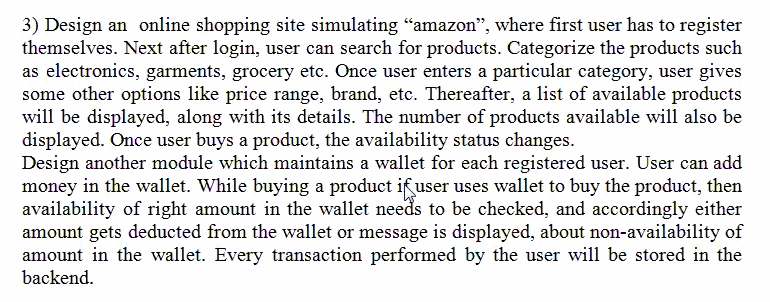 3) Design an online shopping site simulating “amazon”, where first user has to register
themselves. Next after login, user can search for products. Categorize the products such
as electronics, garments, grocery etc. Once user enters a particular category, user gives
some other options like price range, brand, etc. Thereafter, a list of available products
will be displayed, along with its details. The number of products available will also be
displayed. Once user buys a product, the availability status changes.
Design another module which maintains a wallet for each registered user. User can add
money in the wallet. While buying a product if user uses wallet to buy the product, then
availability of right amount in the wallet needs to be checked, and accordingly either
amount gets deducted from the wallet or message is displayed, about non-availability of
amount in the wallet. Every transaction performed by the user will be stored in the
backend.